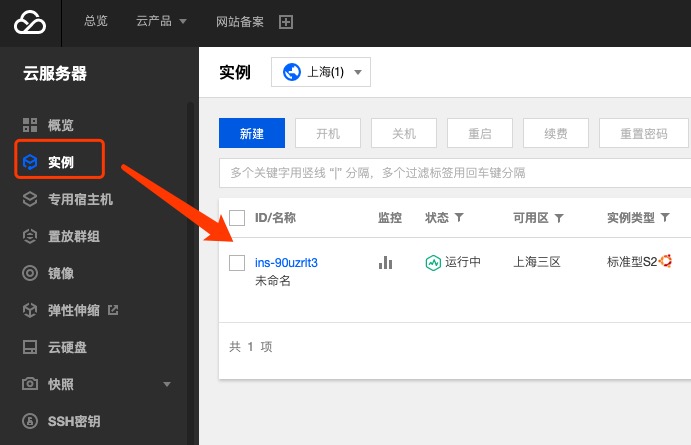 总览 云产品 网站备案
云服务器
概览
实例
专用宿主机
置放群组
镜像
弹性伸缩
云硬盘
快照
SSH密钥
实例 上海(1)
新建 开机 关机 重启 续费 重置密码
多个关键字用竖线 "|" 分隔，多个过滤标签用回车键分隔
ID/名称 监控 状态 可用区 实例类型
ins-90uzrlt3 运行中 上海三区 标准型S2
未命名
共 1 项